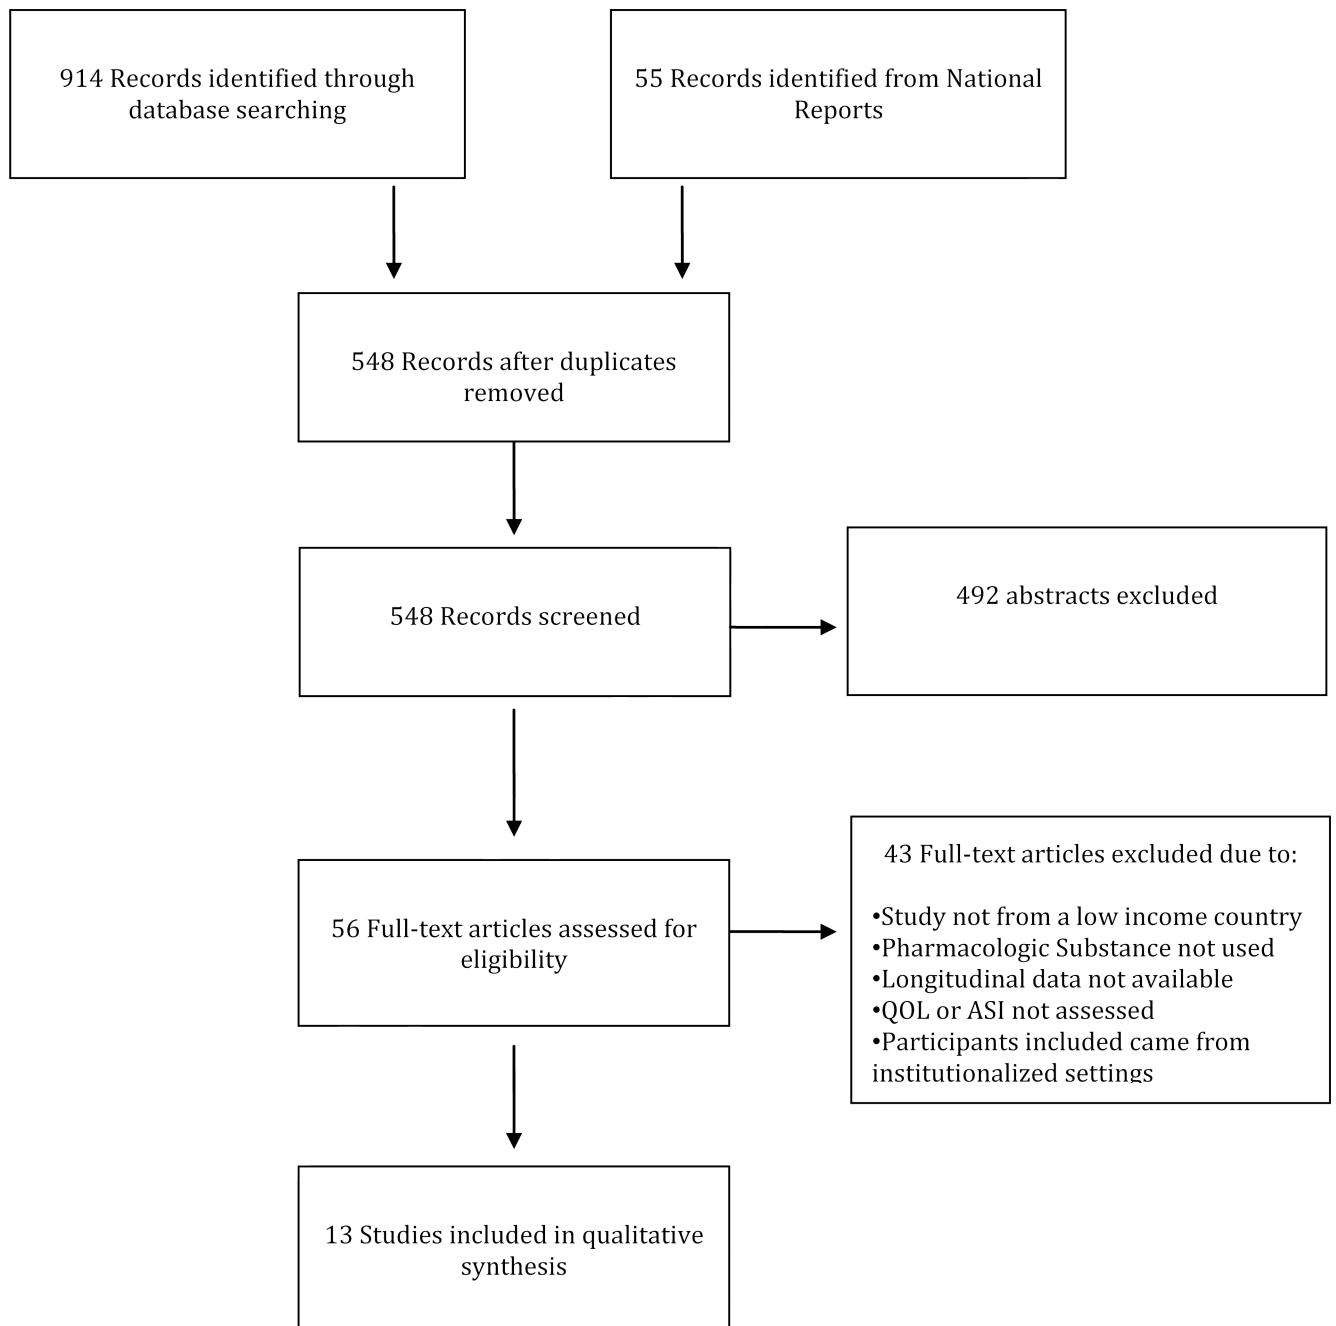 914 Records identified through
database searching
55 Records identified from National
Reports
548 Records after duplicates
removed
548 Records screened
492 abstracts excluded
56 Full-text articles assessed for
eligibility
43 Full-text articles excluded due to:
•Study not from a low income country
•Pharmacologic Substance not used
•Longitudinal data not available
•QOL or ASI not assessed
•Participants included came from
institutionalized settings
13 Studies included in qualitative
synthesis